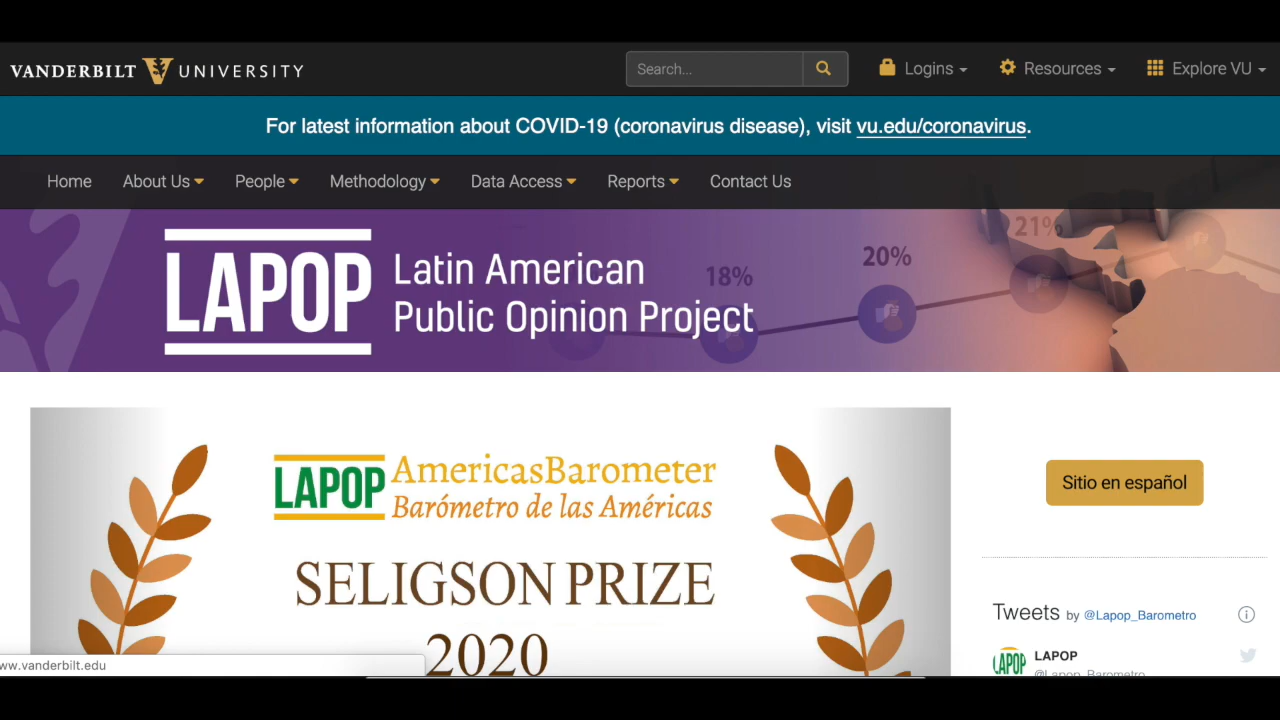 VANDERBILT UNIVERSITY
Search...
Logins
Resources
Explore VU
For latest information about COVID-19 (coronavirus disease), visit vu.edu/coronavirus.
Home
About Us
People
Methodology
Data Access
Reports
Contact Us
LAPOP
Latin American
Public Opinion Project
18%
20%
21%
LAPOP
AmericasBarometer
Barómetro de las Américas
SELIGSON PRIZE
2020
Sitio en español
Tweets by @Lapop_Barometro
LAPOP
LAPOP
@Lapop_Barometro
ww.vanderbilt.edu